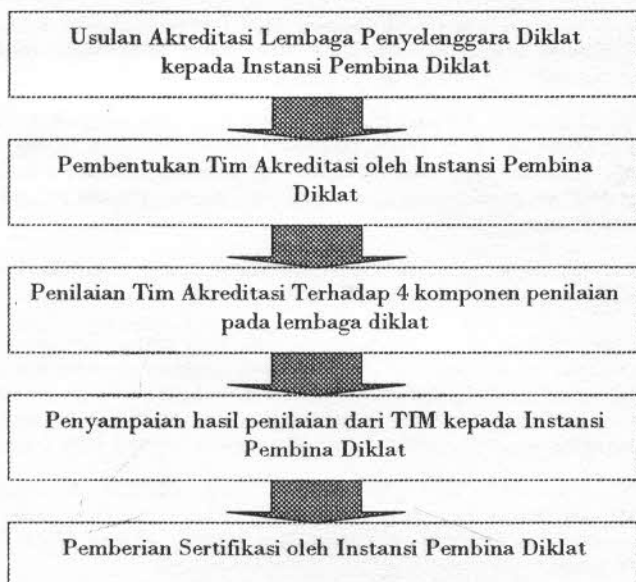 Usulan Akreditasi Lembaga Penyelenggara Diklat
kepada Instansi Pembina Diklat
Pembentukan Tim Akreditasi oleh Instansi Pembina
Diklat
Penilaian Tim Akreditasi Terhadap 4 komponen penilaian
pada lembaga diklat
Penyampaian hasil penilaian dari TIM kepada Instansi
Pembina Diklat
Pemberian Sertifikasi oleh Instansi Pembina Diklat